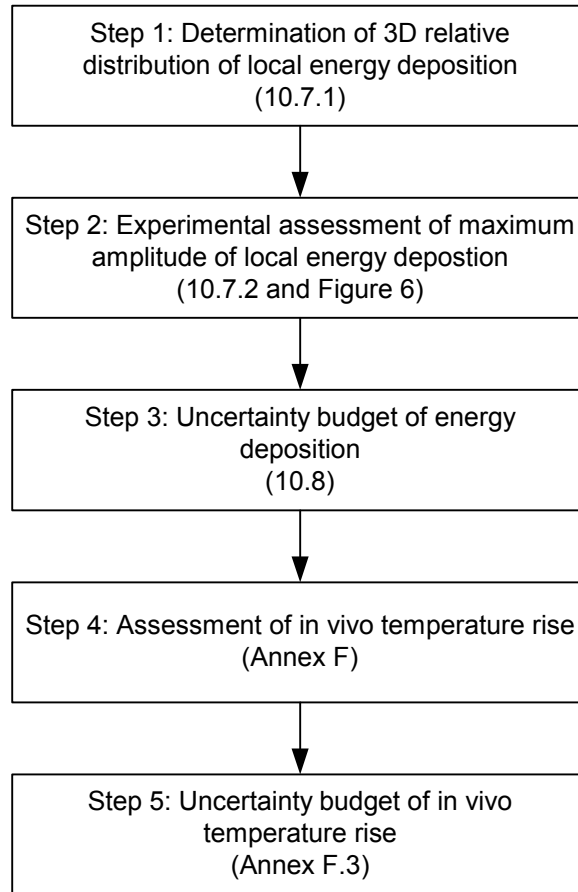 Step 1: Determination of 3D relative
distribution of local energy deposition
(10.7.1)
Step 2: Experimental assessment of maximum
amplitude of local energy depostion
(10.7.2 and Figure 6)
Step 3: Uncertainty budget of energy
deposition
(10.8)
Step 4: Assessment of in vivo temperature rise
(Annex F)
Step 5: Uncertainty budget of in vivo
temperature rise
(Annex F.3)